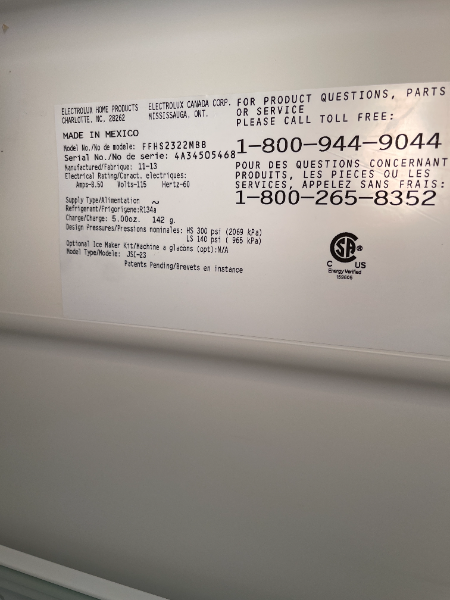 ELECTROLUX HOME PRODUCTS ELECTROLUX CANADA CORP.
CHARLOTTE, NC. 28262 MISSISSAUGA, ONT.
FOR PRODUCT QUESTIONS, PARTS
OR SERVICE
PLEASE CALL TOLL FREE:
1-800-944-9044
POUR DES QUESTIONS CONCERNANT
PRODUITS, LES PIECES OU LES
SERVICES, APPELEZ SANS FRAIS:
1-800-265-8352
MADE IN MEXICO
Model No./No de modele: FFHS2322MBB
Serial No./No de serie: 4A34505468
Manufactured/Fabrique: 11-13
Electrical Rating/Caract. electriques:
Amps-8.50 Volts-115 Hertz-60
Supply Type/Alimentation ~
Refrigerant/Frigorigene:R134a
Charge/Charge: 5.00oz. 142 g.
Design Pressures/Pressions nominales: HS 300 psi (2069 kPa)
LS 140 psi ( 965 kPa)
Optional Ice Maker Kit/Machine a glacons (opt):N/A
Model Type/Modele: JSC-23
Patents Pending/Brevets en instance
CSA
C US
Energy Verified